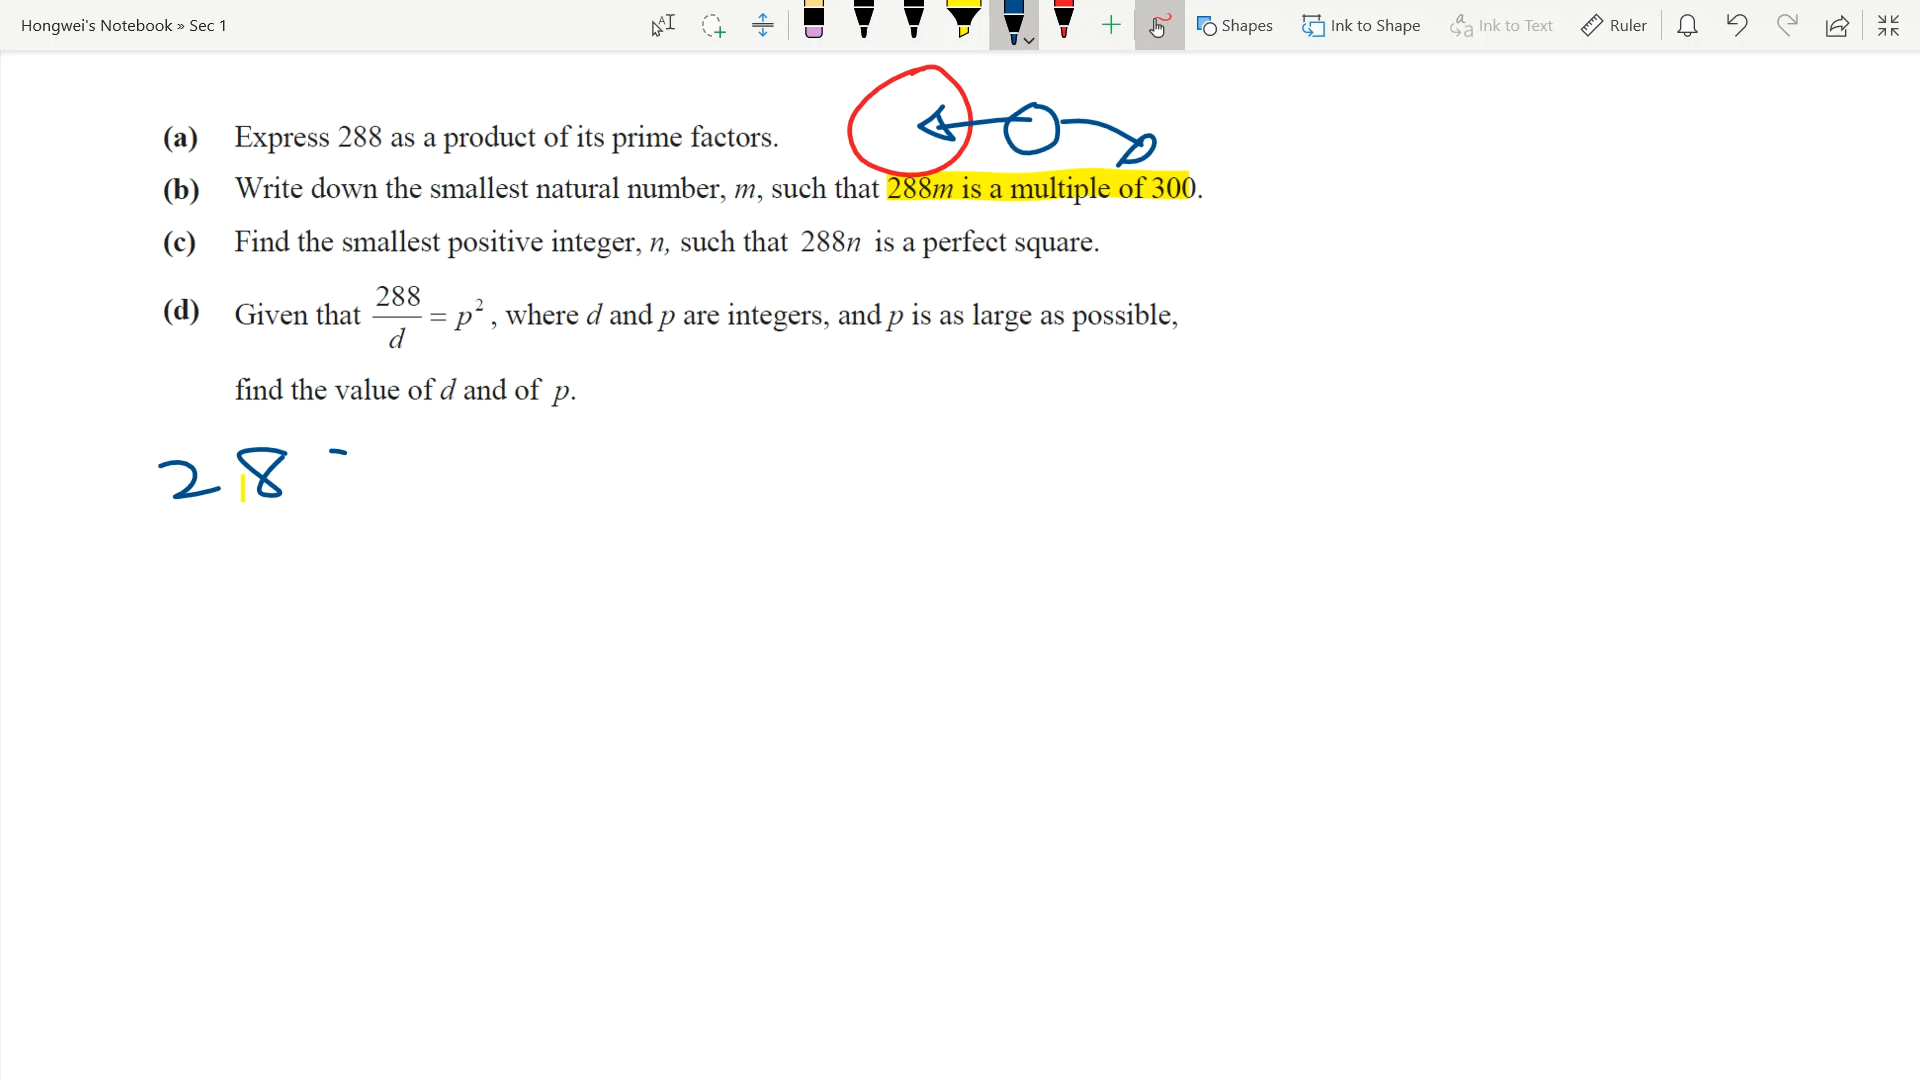 Hongwei's Notebook » Sec 1 Shapes Ink to Shape Ink to Text Ruler
(a) Express 288 as a product of its prime factors.
(b) Write down the smallest natural number, m, such that 288m is a multiple of 300.
(c) Find the smallest positive integer, n, such that 288n is a perfect square.
(d) Given that 288/d = p², where d and p are integers, and p is as large as possible,
find the value of d and of p.
28